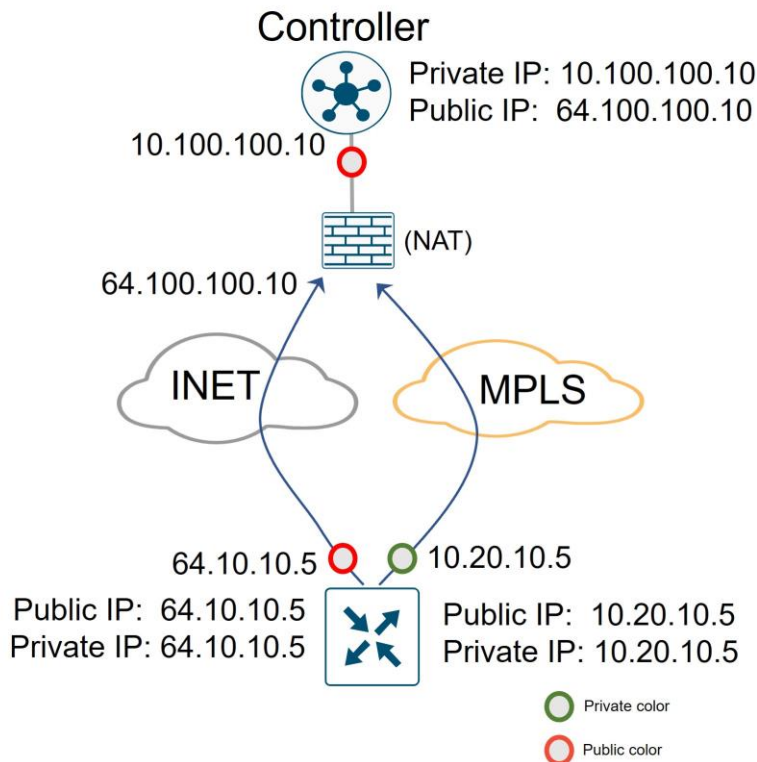 Controller
Private IP: 10.100.100.10
Public IP: 64.100.100.10
10.100.100.10
(NAT)
64.100.100.10
INET
MPLS
64.10.10.5
10.20.10.5
Public IP: 64.10.10.5
Private IP: 64.10.10.5
Public IP: 10.20.10.5
Private IP: 10.20.10.5
Private color
Public color